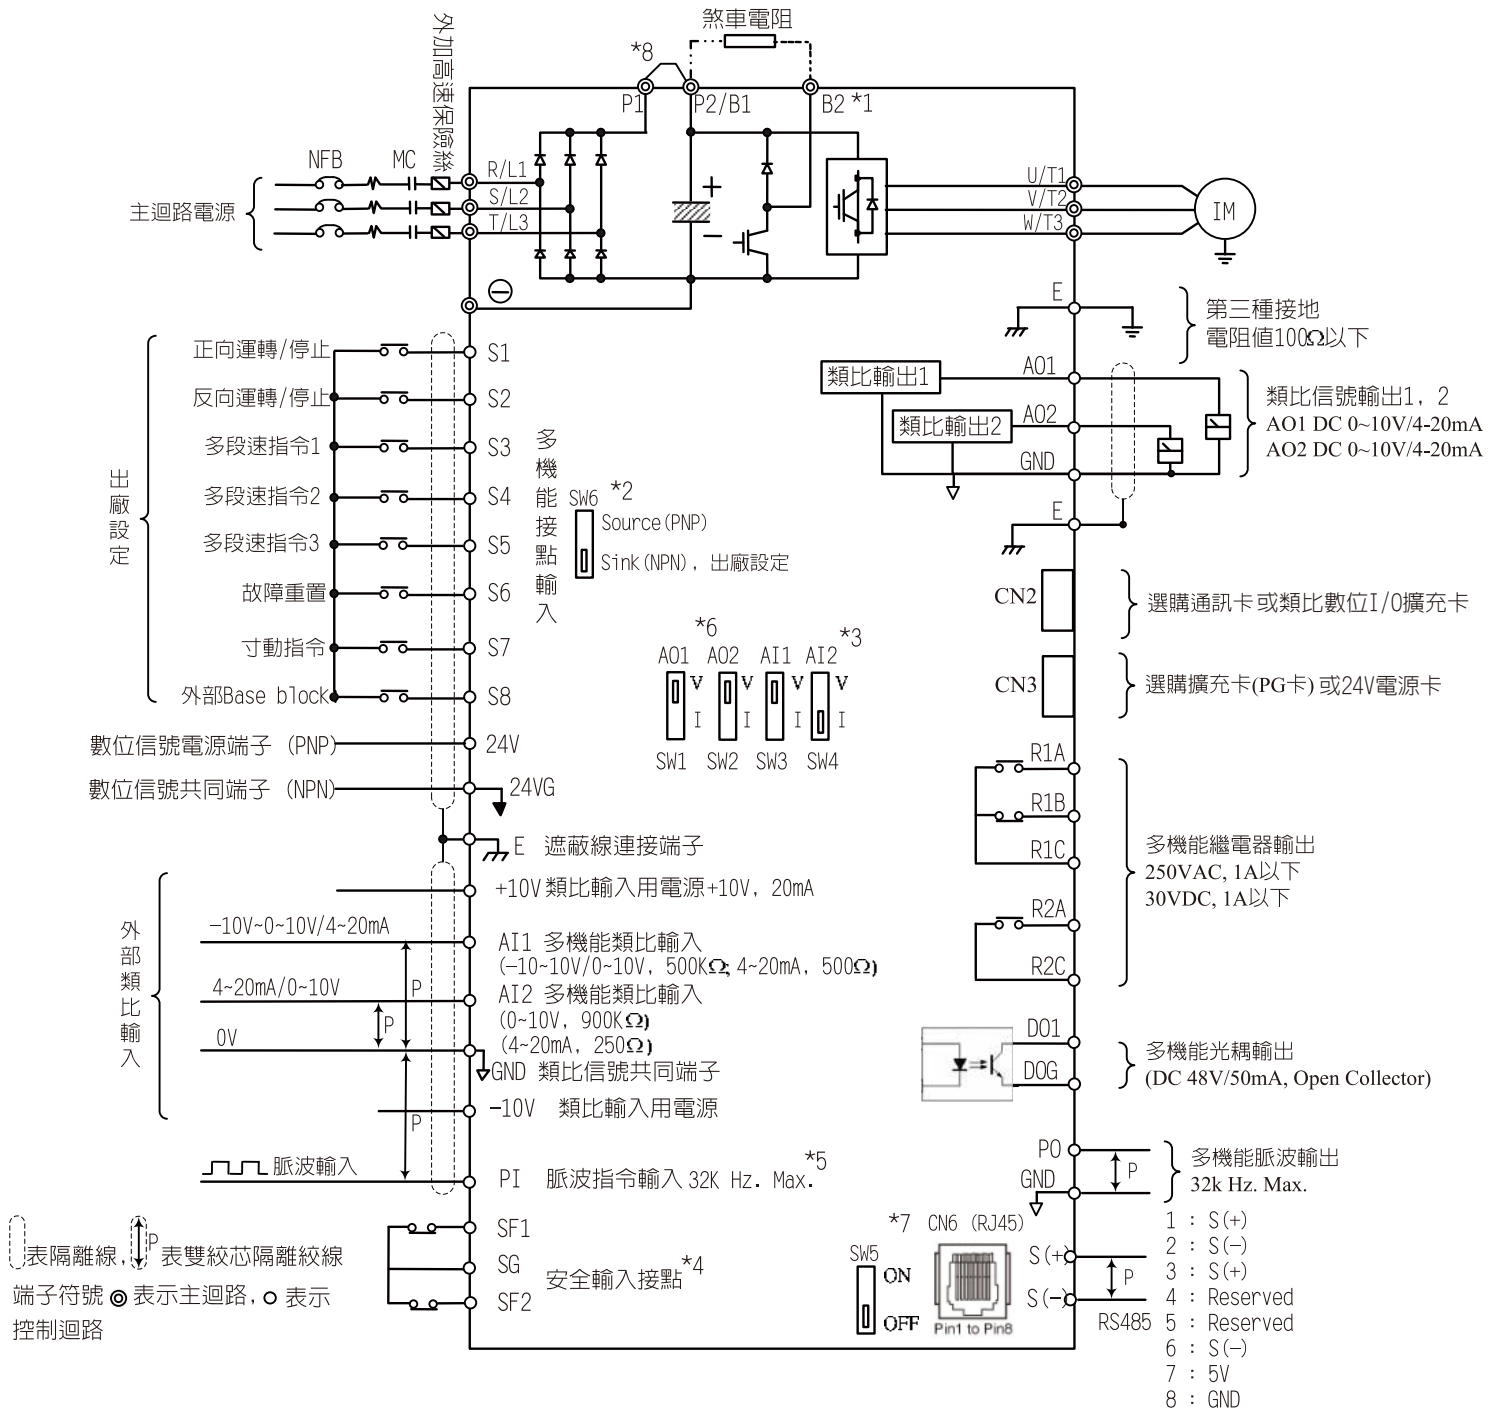 煞車電阻
*8
外加高速保險絲
P1
P2/B1
B2 *1
NFB
MC
R/L1
S/L2
T/L3
主迴路電源
+
−
U/T1
V/T2
W/T3
IM
E
第三種接地
電阻值100Ω以下
正向運轉/停止
S1
反向運轉/停止
S2
多段速指令1
S3
多段速指令2
S4
多段速指令3
S5
故障重置
S6
寸動指令
S7
外部Base block
S8
出廠設定
多機能接點輸入
數位信號電源端子 (PNP)
24V
數位信號共同端子 (NPN)
24VG
SW6
*2
Source(PNP)
Sink(NPN), 出廠設定
類比輸出1
AO1
類比輸出2
AO2
GND
E
類比信號輸出1, 2
AO1 DC 0~10V/4-20mA
AO2 DC 0~10V/4-20mA
CN2
選購通訊卡或類比數位I/O擴充卡
CN3
選購擴充卡(PG卡)或24V電源卡
*6
*3
AO1
AO2
AI1
AI2
V
I
V
I
V
I
V
I
SW1
SW2
SW3
SW4
R1A
R1B
R1C
R2A
R2C
多機能繼電器輸出
250VAC, 1A以下
30VDC, 1A以下
E 遮蔽線連接端子
+10V 類比輸入用電源+10V, 20mA
外部類比輸入
−10V~0~10V/4~20mA
AI1 多機能類比輸入
(−10~10V/0~10V, 500KΩ; 4~20mA, 500Ω)
4~20mA/0~10V
P
AI2 多機能類比輸入
(0~10V, 900KΩ)
(4~20mA, 250Ω)
P
0V
GND 類比信號共同端子
−10V 類比輸入用電源
P
脈波輸入
PI 脈波指令輸入 32K Hz. Max.*5
DO1
DOG
多機能光耦輸出
(DC 48V/50mA, Open Collector)
PO
GND
P
多機能脈波輸出
32k Hz. Max.
SF1
SG
SF2
安全輸入接點*4
*7 CN6 (RJ45)
SW5
ON
OFF
Pin1 to Pin8
S(+)
S(−)
P
RS485
1 : S(+)
2 : S(−)
3 : S(+)
4 : Reserved
5 : Reserved
6 : S(−)
7 : 5V
8 : GND
表隔離線, P 表雙絞芯隔離絞線
端子符號 ◎ 表示主迴路, ○ 表示
控制迴路